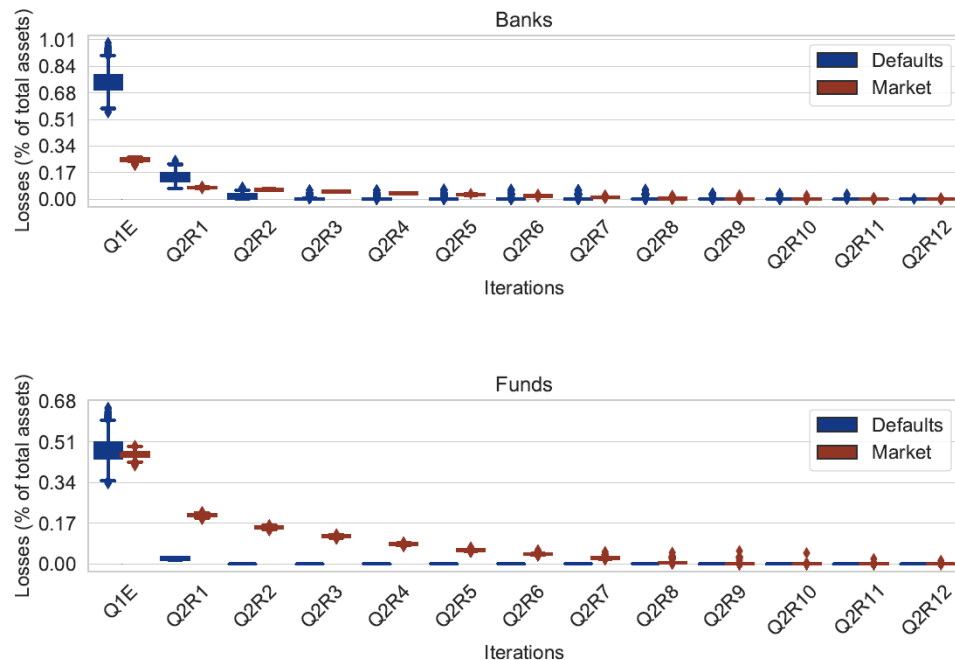 Banks
Losses (% of total assets)
1.01
0.84
0.68
0.51
0.34
0.17
0.00
Defaults
Market
Q1E
Q2R1
Q2R2
Q2R3
Q2R4
Q2R5
Q2R6
Q2R7
Q2R8
Q2R9
Q2R10
Q2R11
Q2R12
Iterations
Funds
Losses (% of total assets)
0.68
0.51
0.34
0.17
0.00
Defaults
Market
Q1E
Q2R1
Q2R2
Q2R3
Q2R4
Q2R5
Q2R6
Q2R7
Q2R8
Q2R9
Q2R10
Q2R11
Q2R12
Iterations